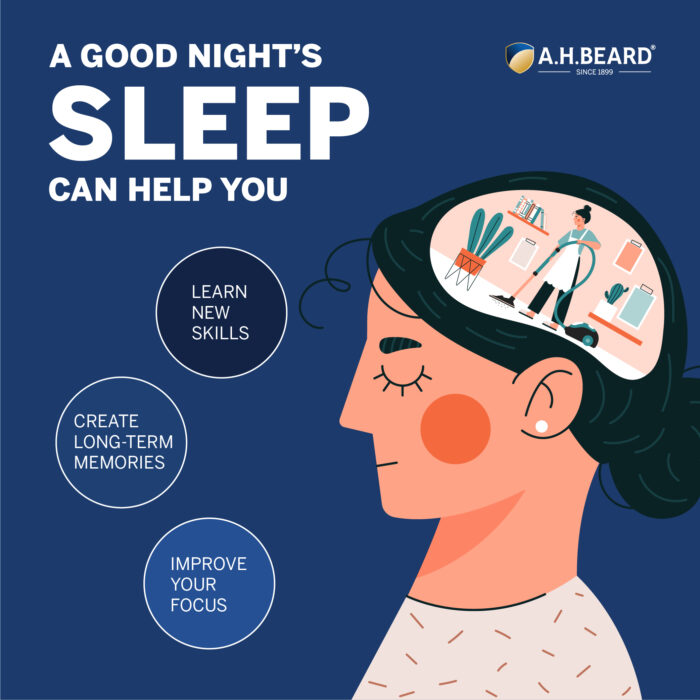 A GOOD NIGHT'S
SLEEP
CAN HELP YOU
A.H.BEARD®
SINCE 1899
LEARN
NEW
SKILLS
CREATE
LONG-TERM
MEMORIES
IMPROVE
YOUR
FOCUS